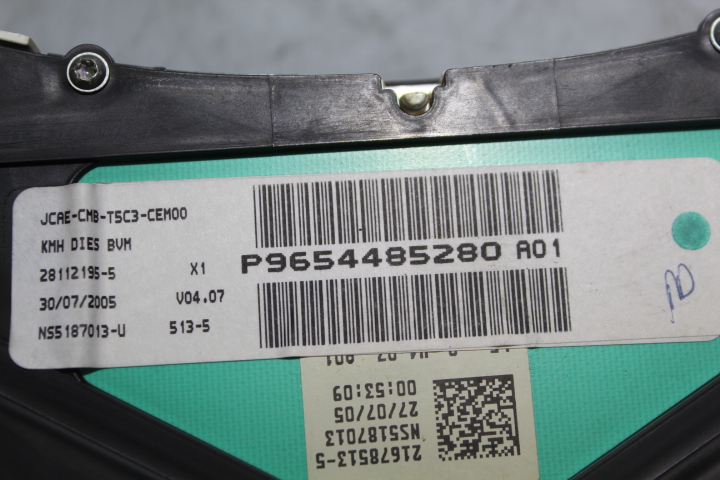 JCAE-CMB-T5C3-CEM00
KMH DIES BVM
28112195-5 X1
30/07/2005 V04.07
NS5187013-U 513-5
P9654485280 A01
21678513-5
NS5187013
27/07/05
00:53:09